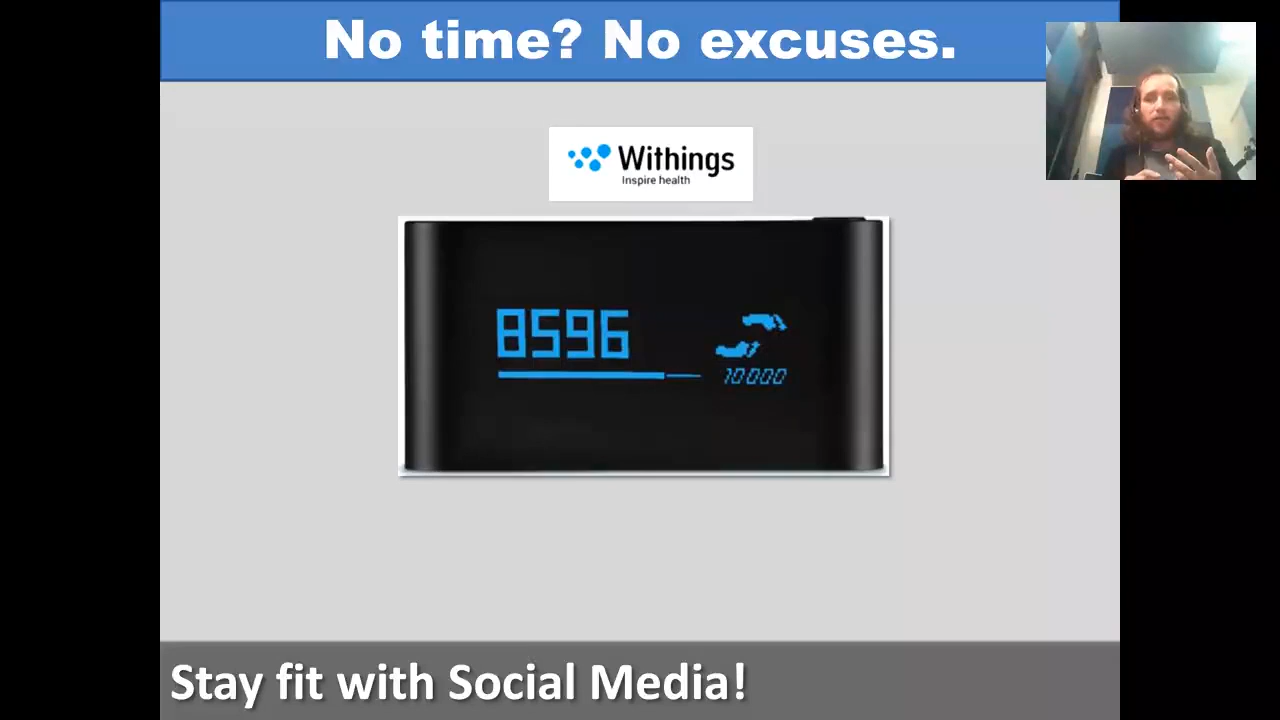 No time? No excuses.
Withings
Inspire health
8596
10000
Stay fit with Social Media!